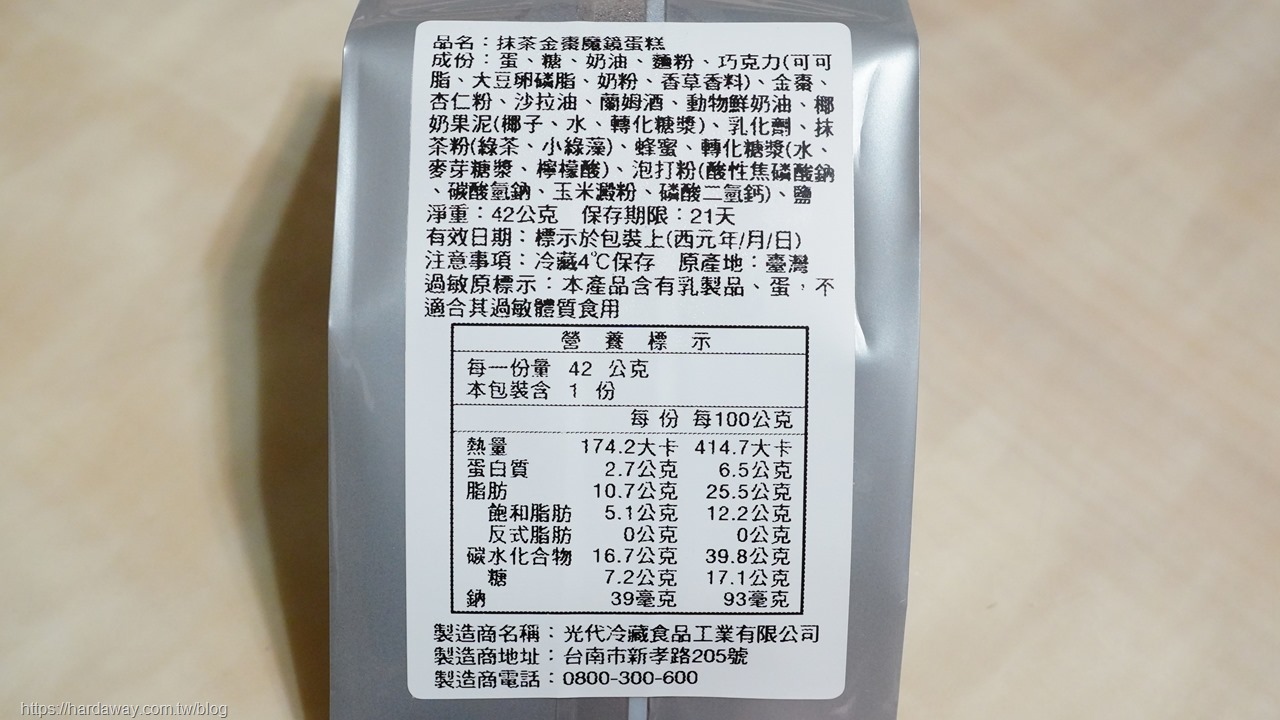 品名：抹茶金棗魔鏡蛋糕
成份：蛋、糖、奶油、麵粉、巧克力(可可
脂、大豆卵磷脂、奶粉、香草香料)、金棗、
杏仁粉、沙拉油、蘭姆酒、動物鮮奶油、椰
奶果泥(椰子、水、轉化糖漿)、乳化劑、抹
茶粉(綠茶、小綠藻)、蜂蜜、轉化糖漿(水、
麥芽糖漿、檸檬酸)、泡打粉(酸性焦磷酸鈉
、碳酸氫鈉、玉米澱粉、磷酸二氫鈣)、鹽
淨重：42公克 保存期限：21天
有效日期：標示於包裝上(西元年/月/日)
注意事項：冷藏4℃保存 原產地：臺灣
過敏原標示：本產品含有乳製品、蛋，不
適合其過敏體質食用
營養標示
每一份量 42 公克
本包裝含 1 份
每份 每100公克
熱量 174.2大卡 414.7大卡
蛋白質 2.7公克 6.5公克
脂肪 10.7公克 25.5公克
飽和脂肪 5.1公克 12.2公克
反式脂肪 0公克 0公克
碳水化合物 16.7公克 39.8公克
糖 7.2公克 17.1公克
鈉 39毫克 93毫克
製造商名稱：光代冷藏食品工業有限公司
製造商地址：台南市新孝路205號
製造商電話：0800-300-600
https://hardaway.com.tw/blog